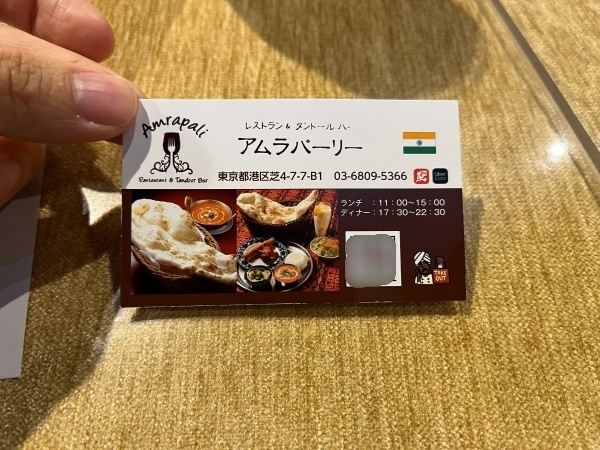 Amrapali
Restaurant & Tandoor Bar
レストラン & タンドール バー
アムラパーリー
東京都港区芝4-7-7-B1 03-6809-5366
Uber Eats
ランチ ：11：00〜15：00
ディナー：17：30〜22：30
TAKE OUT